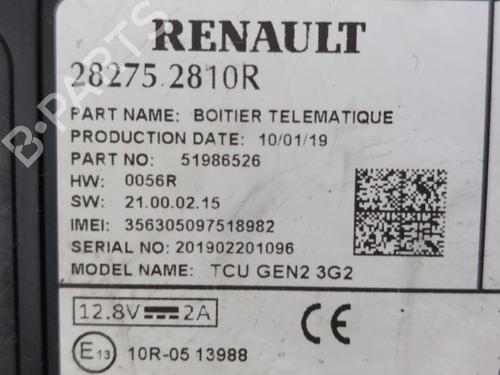 RENAULT
28275 2810R
PART NAME: BOITIER TELEMATIQUE
PRODUCTION DATE: 10/01/19
PART NO: 51986526
HW: 0056R
SW: 21.00.02.15
IMEI: 356305097518982
SERIAL NO: 201902201096
MODEL NAME: TCU GEN2 3G2
12.8V 2A
CE
E13 10R-05 13988
B-PARTS